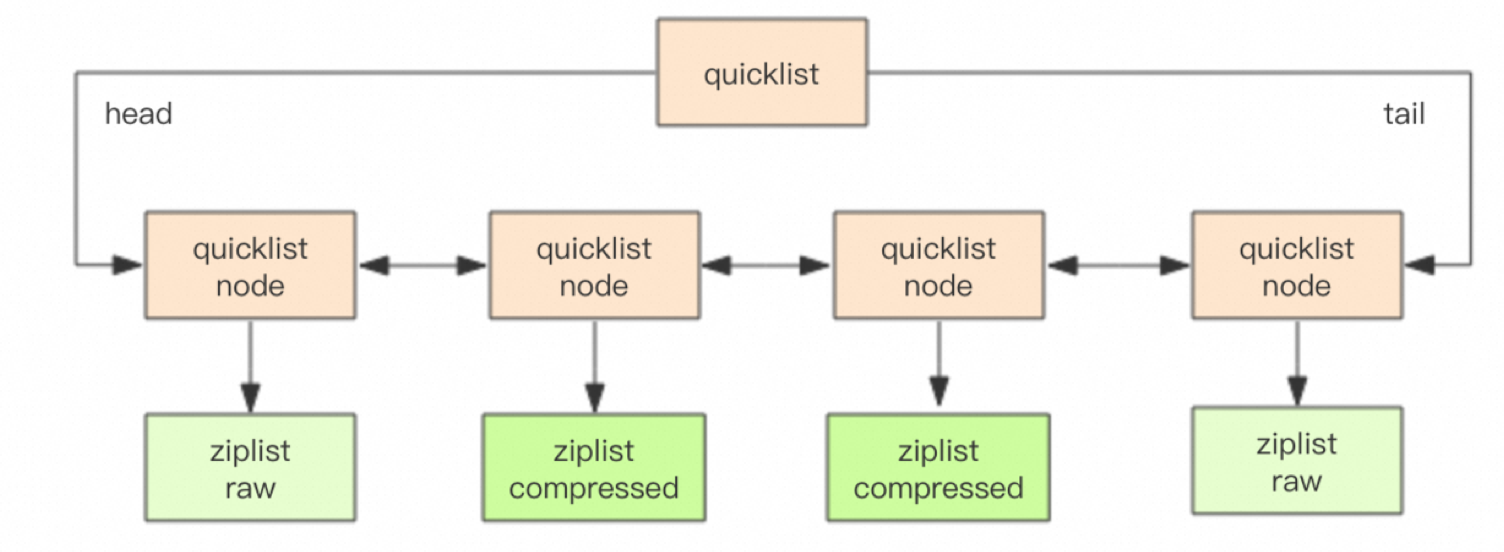 quicklist
head
tail
quicklist
node
quicklist
node
quicklist
node
quicklist
node
ziplist
raw
ziplist
compressed
ziplist
compressed
ziplist
raw